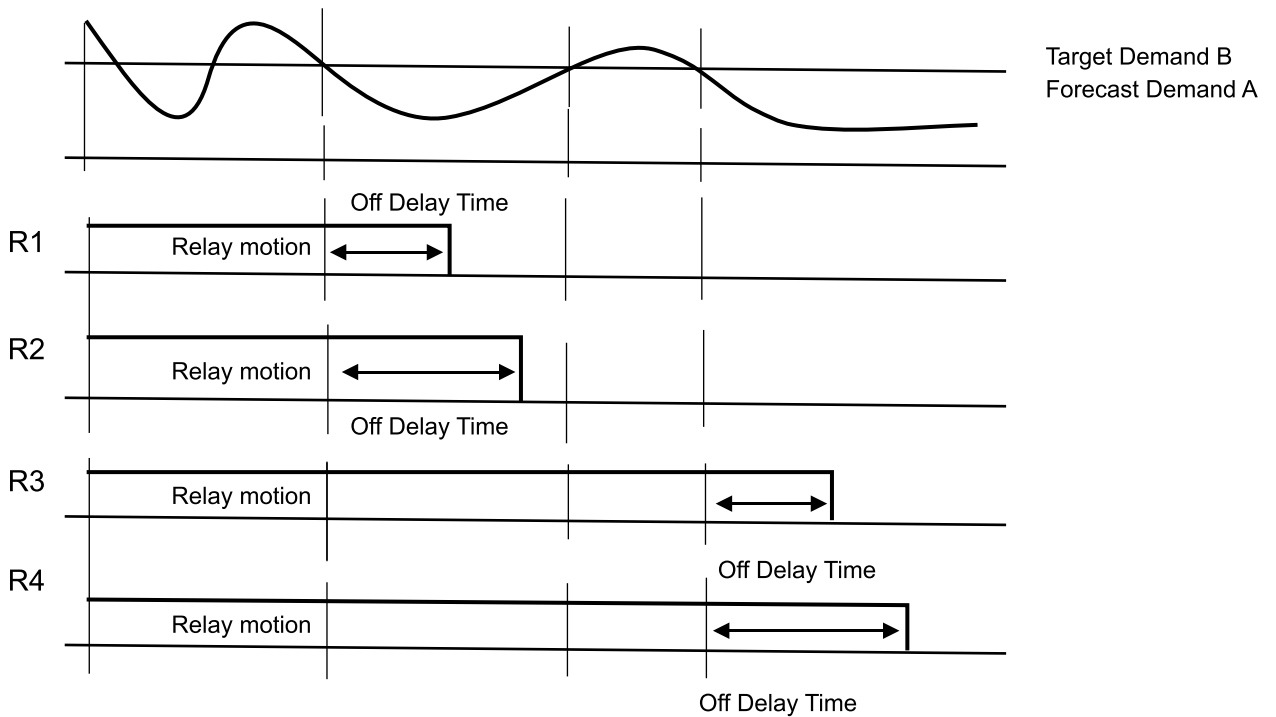 Target Demand B
Forecast Demand A
Off Delay Time
R1
Relay motion
R2
Relay motion
Off Delay Time
R3
Relay motion
Off Delay Time
R4
Relay motion
Off Delay Time